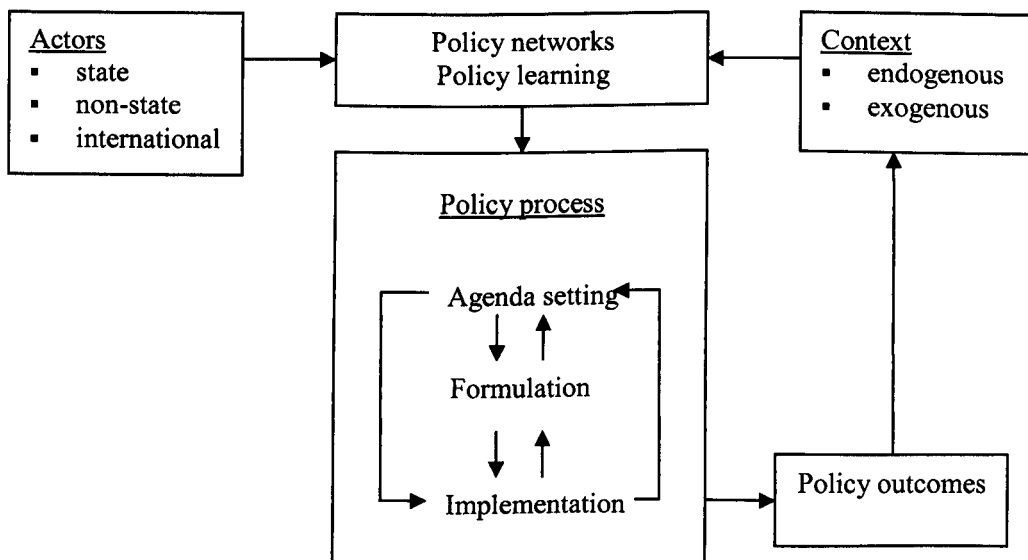 Actors
▪ state
▪ non-state
▪ international
Policy networks
Policy learning
Context
▪ endogenous
▪ exogenous
Policy process
Agenda setting
Formulation
Implementation
Policy outcomes